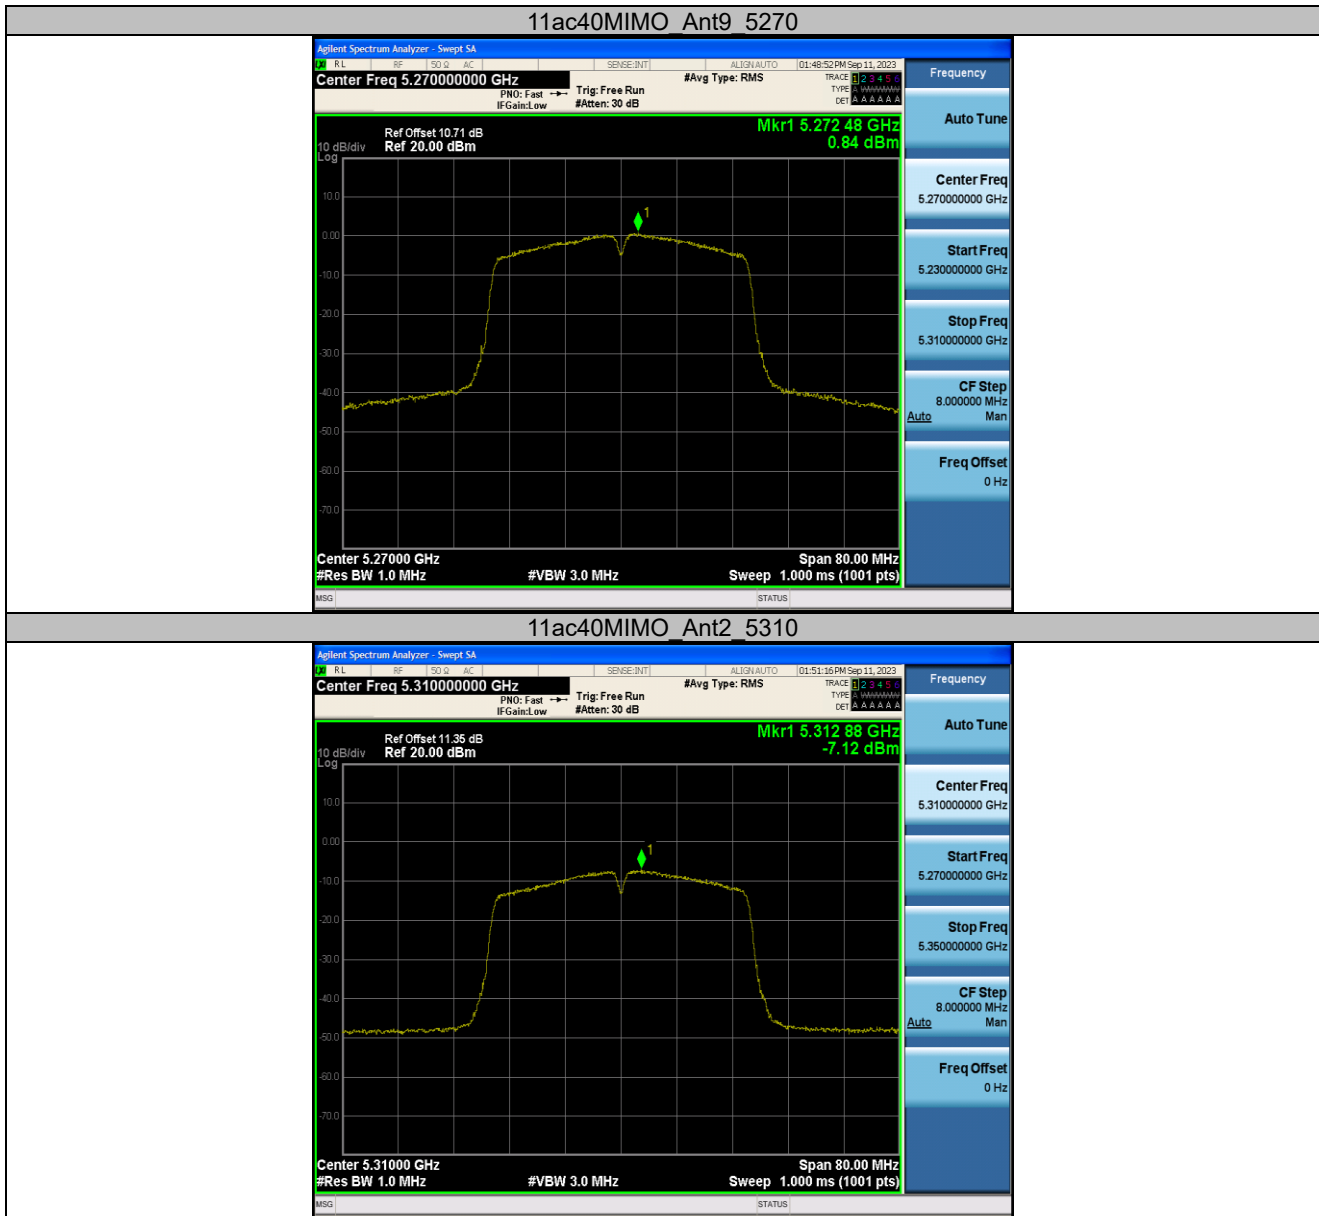 11ac40MIMO_Ant9_5270
Agilent Spectrum Analyzer - Swept SA
RL RF 50 Ω AC SENSE:INT ALIGNAUTO 01:48:52 PM Sep 11, 2023
Center Freq 5.270000000 GHz #Avg Type: RMS TRACE 1 2 3 4 5 6
PNO: Fast Trig: Free Run TYPE A
IFGain:Low #Atten: 30 dB DET A A A A A A
Frequency
Auto Tune
Mkr1 5.272 48 GHz
0.84 dBm
Ref Offset 10.71 dB
10 dB/div Ref 20.00 dBm
Log
10.0
0.00
-10.0
-20.0
-30.0
-40.0
-50.0
-60.0
-70.0
1
Center Freq
5.270000000 GHz
Start Freq
5.230000000 GHz
Stop Freq
5.310000000 GHz
CF Step
8.000000 MHz
Auto Man
Freq Offset
0 Hz
Center 5.27000 GHz Span 80.00 MHz
#Res BW 1.0 MHz #VBW 3.0 MHz Sweep 1.000 ms (1001 pts)
MSG STATUS
11ac40MIMO_Ant2_5310
Agilent Spectrum Analyzer - Swept SA
RL RF 50 Ω AC SENSE:INT ALIGNAUTO 01:51:16 PM Sep 11, 2023
Center Freq 5.310000000 GHz #Avg Type: RMS TRACE 1 2 3 4 5 6
PNO: Fast Trig: Free Run TYPE A
IFGain:Low #Atten: 30 dB DET A A A A A A
Frequency
Auto Tune
Mkr1 5.312 88 GHz
-7.12 dBm
Ref Offset 11.35 dB
10 dB/div Ref 20.00 dBm
Log
10.0
0.00
-10.0
-20.0
-30.0
-40.0
-50.0
-60.0
-70.0
1
Center Freq
5.310000000 GHz
Start Freq
5.270000000 GHz
Stop Freq
5.350000000 GHz
CF Step
8.000000 MHz
Auto Man
Freq Offset
0 Hz
Center 5.31000 GHz Span 80.00 MHz
#Res BW 1.0 MHz #VBW 3.0 MHz Sweep 1.000 ms (1001 pts)
MSG STATUS